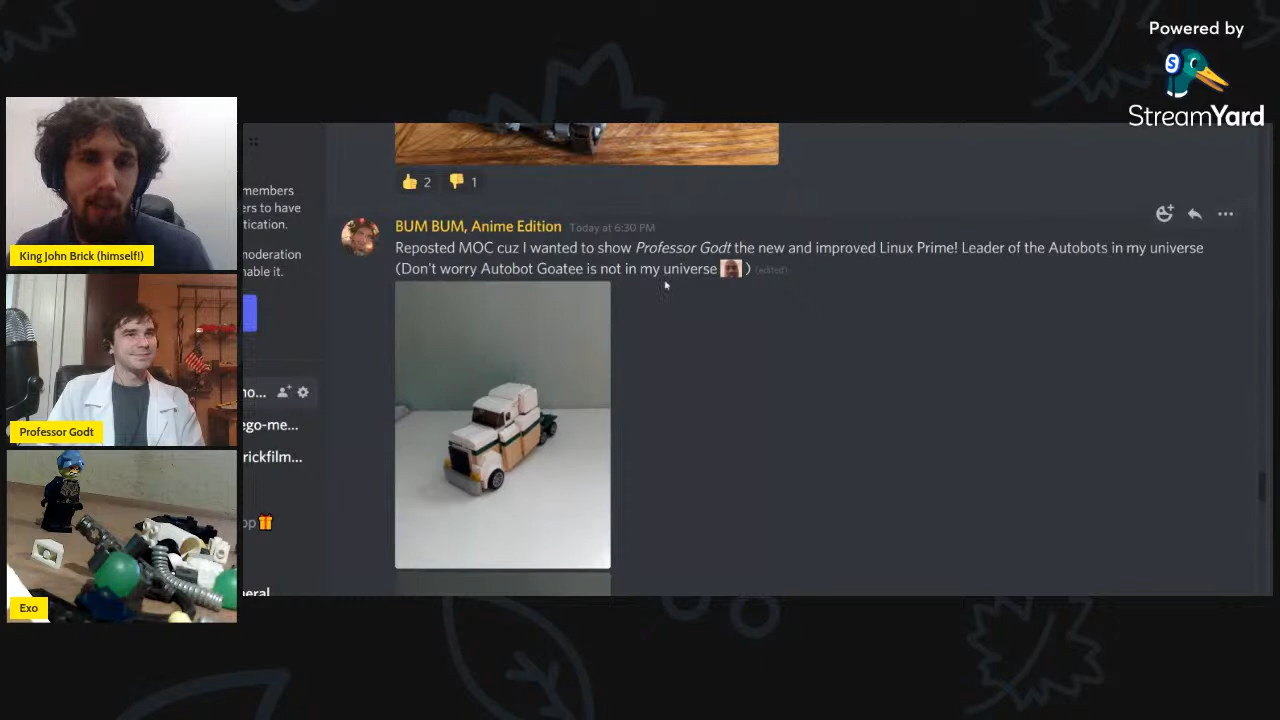 Powered by
StreamYard
King John Brick (himself!)
Professor Godt
Exo
members
ers to have
tication.
moderation
nable it.
no...
ego-me...
rickfilm...
op
eral
2
1
BUM BUM, Anime Edition Today at 6:30 PM
Reposted MOC cuz I wanted to show Professor Godt the new and improved Linux Prime! Leader of the Autobots in my universe
(Don't worry Autobot Goatee is not in my universe ) (edited)